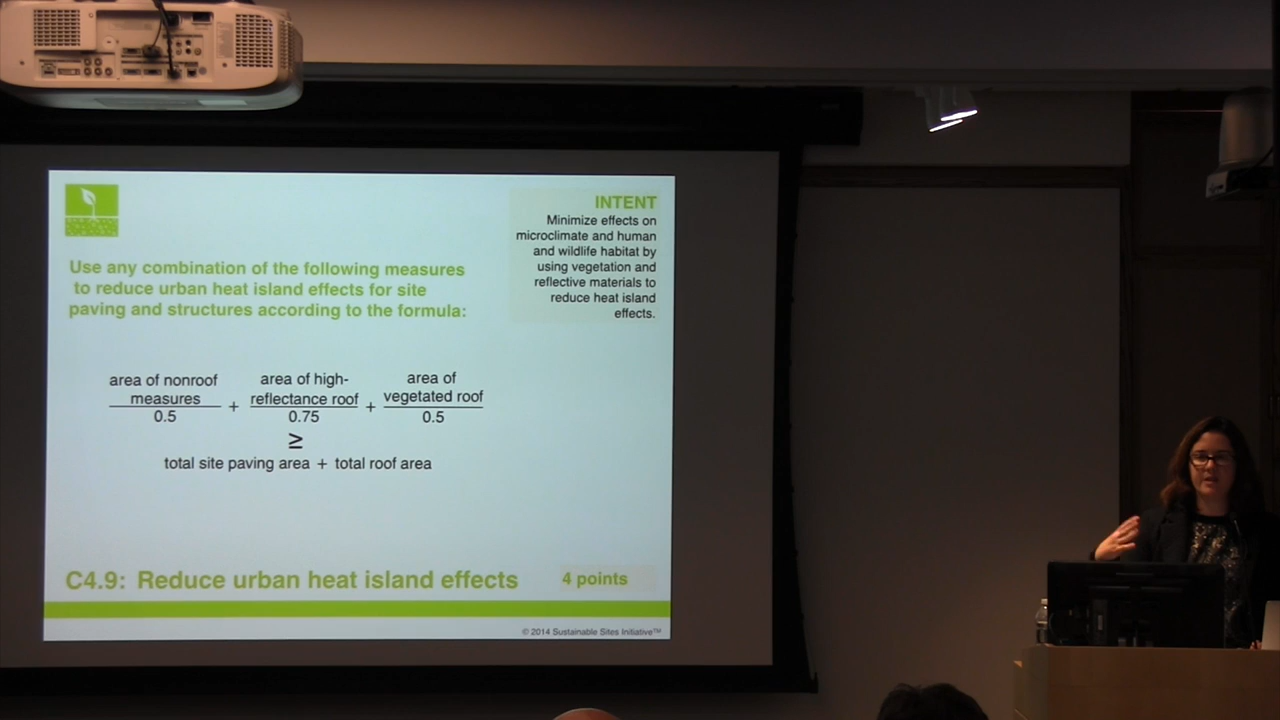 INTENT
Minimize effects on
microclimate and human
and wildlife habitat by
using vegetation and
reflective materials to
reduce heat island
effects.
Use any combination of the following measures
to reduce urban heat island effects for site
paving and structures according to the formula:
area of nonroof
measures
0.5
+
area of high-
reflectance roof
0.75
+
area of
vegetated roof
0.5
≥
total site paving area + total roof area
C4.9: Reduce urban heat island effects
4 points
© 2014 Sustainable Sites Initiative™